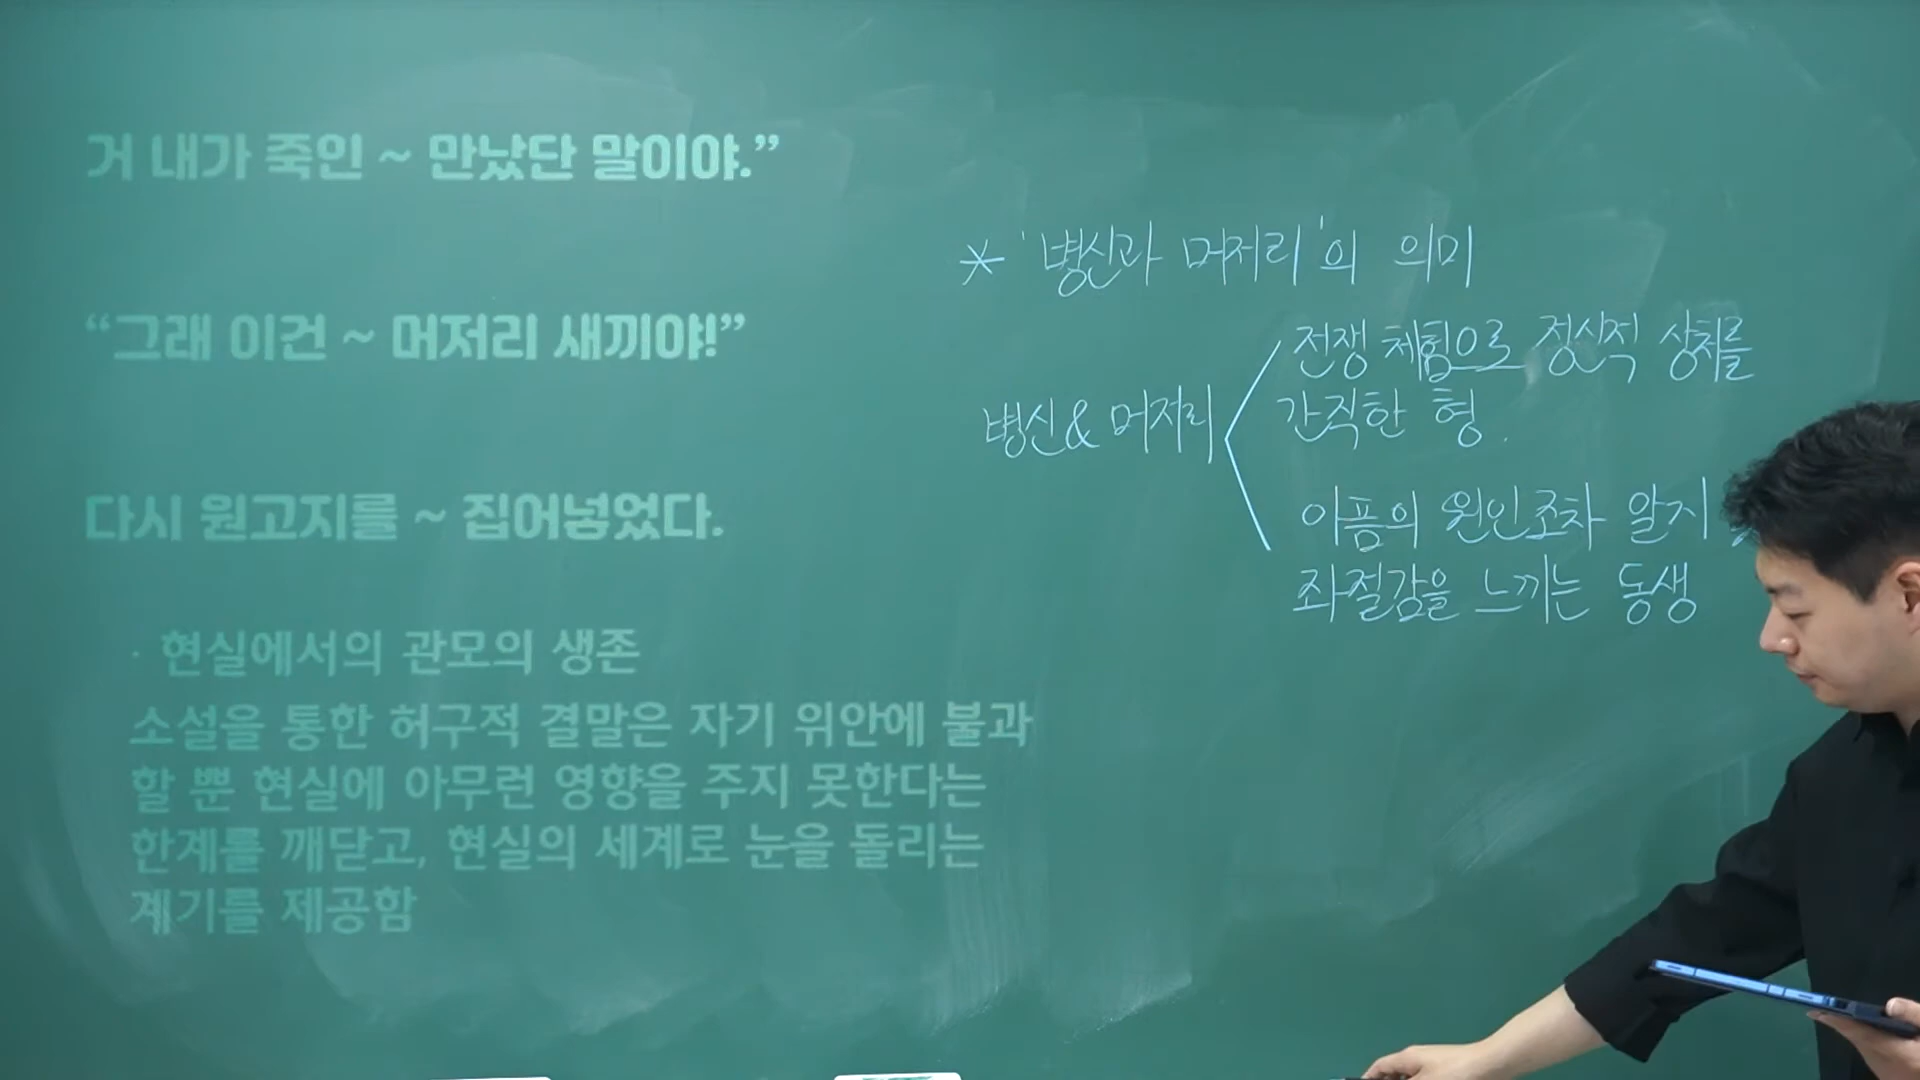 거 내가 죽인 ~ 만났단 말이야.”
“그래 이건 ~ 머저리 새끼야!”
다시 원고지를 ~ 집어넣었다.
· 현실에서의 관모의 생존
소설을 통한 허구적 결말은 자기 위안에 불과
할 뿐 현실에 아무런 영향을 주지 못한다는
한계를 깨닫고, 현실의 세계로 눈을 돌리는
계기를 제공함
* '병신과 머저리'의 의미
병신 & 머저리
전쟁 체험으로 정신적 상처를
간직한 형.
아픔의 원인조차 알지
좌절감을 느끼는 동생